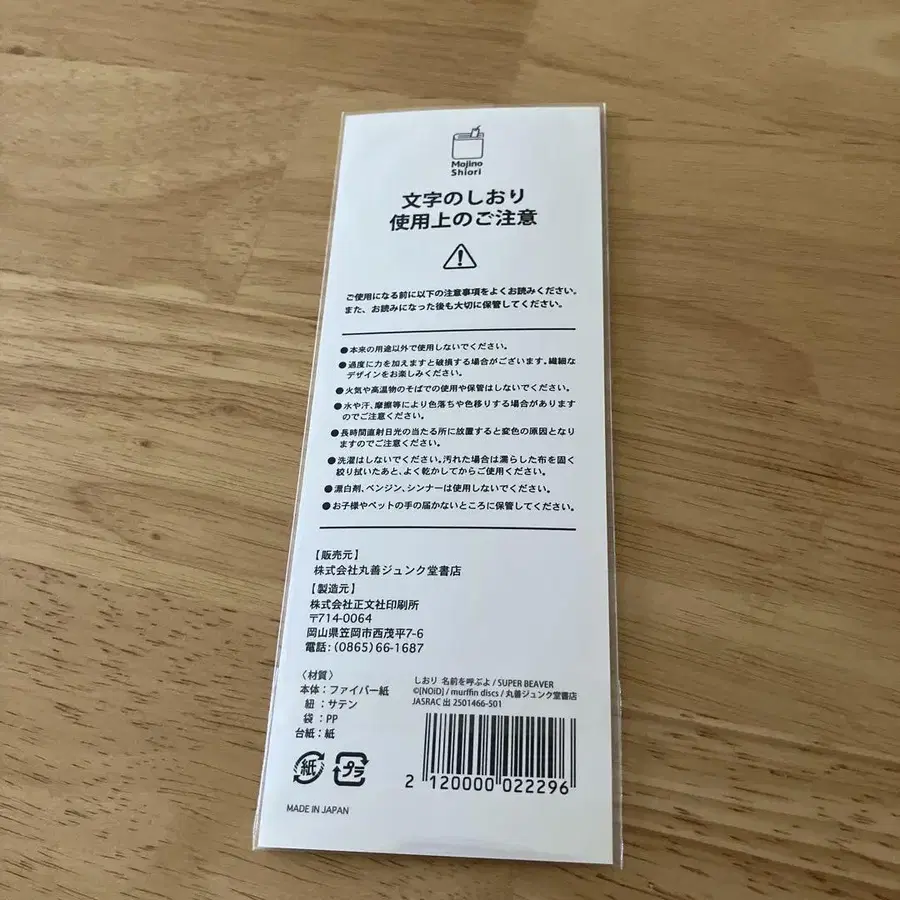 Mojino
Shiori
文字のしおり
使用上のご注意
ご使用になる前に以下の注意事項をよくお読みください。
また、お読みになった後も大切に保管してください。
●本来の用途以外で使用しないでください。
●過度に力を加えますと破損する場合がございます。繊細な
デザインをお楽しみください。
●火気や高温物のそばでの使用や保管はしないでください。
●水や汗、摩擦等により色落ちや色移りする場合があります
のでご注意ください。
●長時間直射日光の当たる所に放置すると変色の原因となり
ますのでご注意ください。
●洗濯はしないでください。汚れた場合は濡らした布を固く
絞り拭いたあと、よく乾かしてからご使用ください。
●漂白剤、ベンジン、シンナーは使用しないでください。
●お子様やペットの手の届かないところに保管してください。
【販売元】
株式会社丸善ジュンク堂書店
【製造元】
株式会社正文社印刷所
〒714-0064
岡山県笠岡市西茂平7-6
電話:(0865)66-1687
〈材質〉
本体:ファイバー紙
紐:サテン
袋:PP
台紙:紙
紙
プラ
MADE IN JAPAN
しおり 名前を呼ぶよ / SUPER BEAVER
©[NOiD] / murffin discs / 丸善ジュンク堂書店
JASRAC 出 2501466-501
2 120000 022296